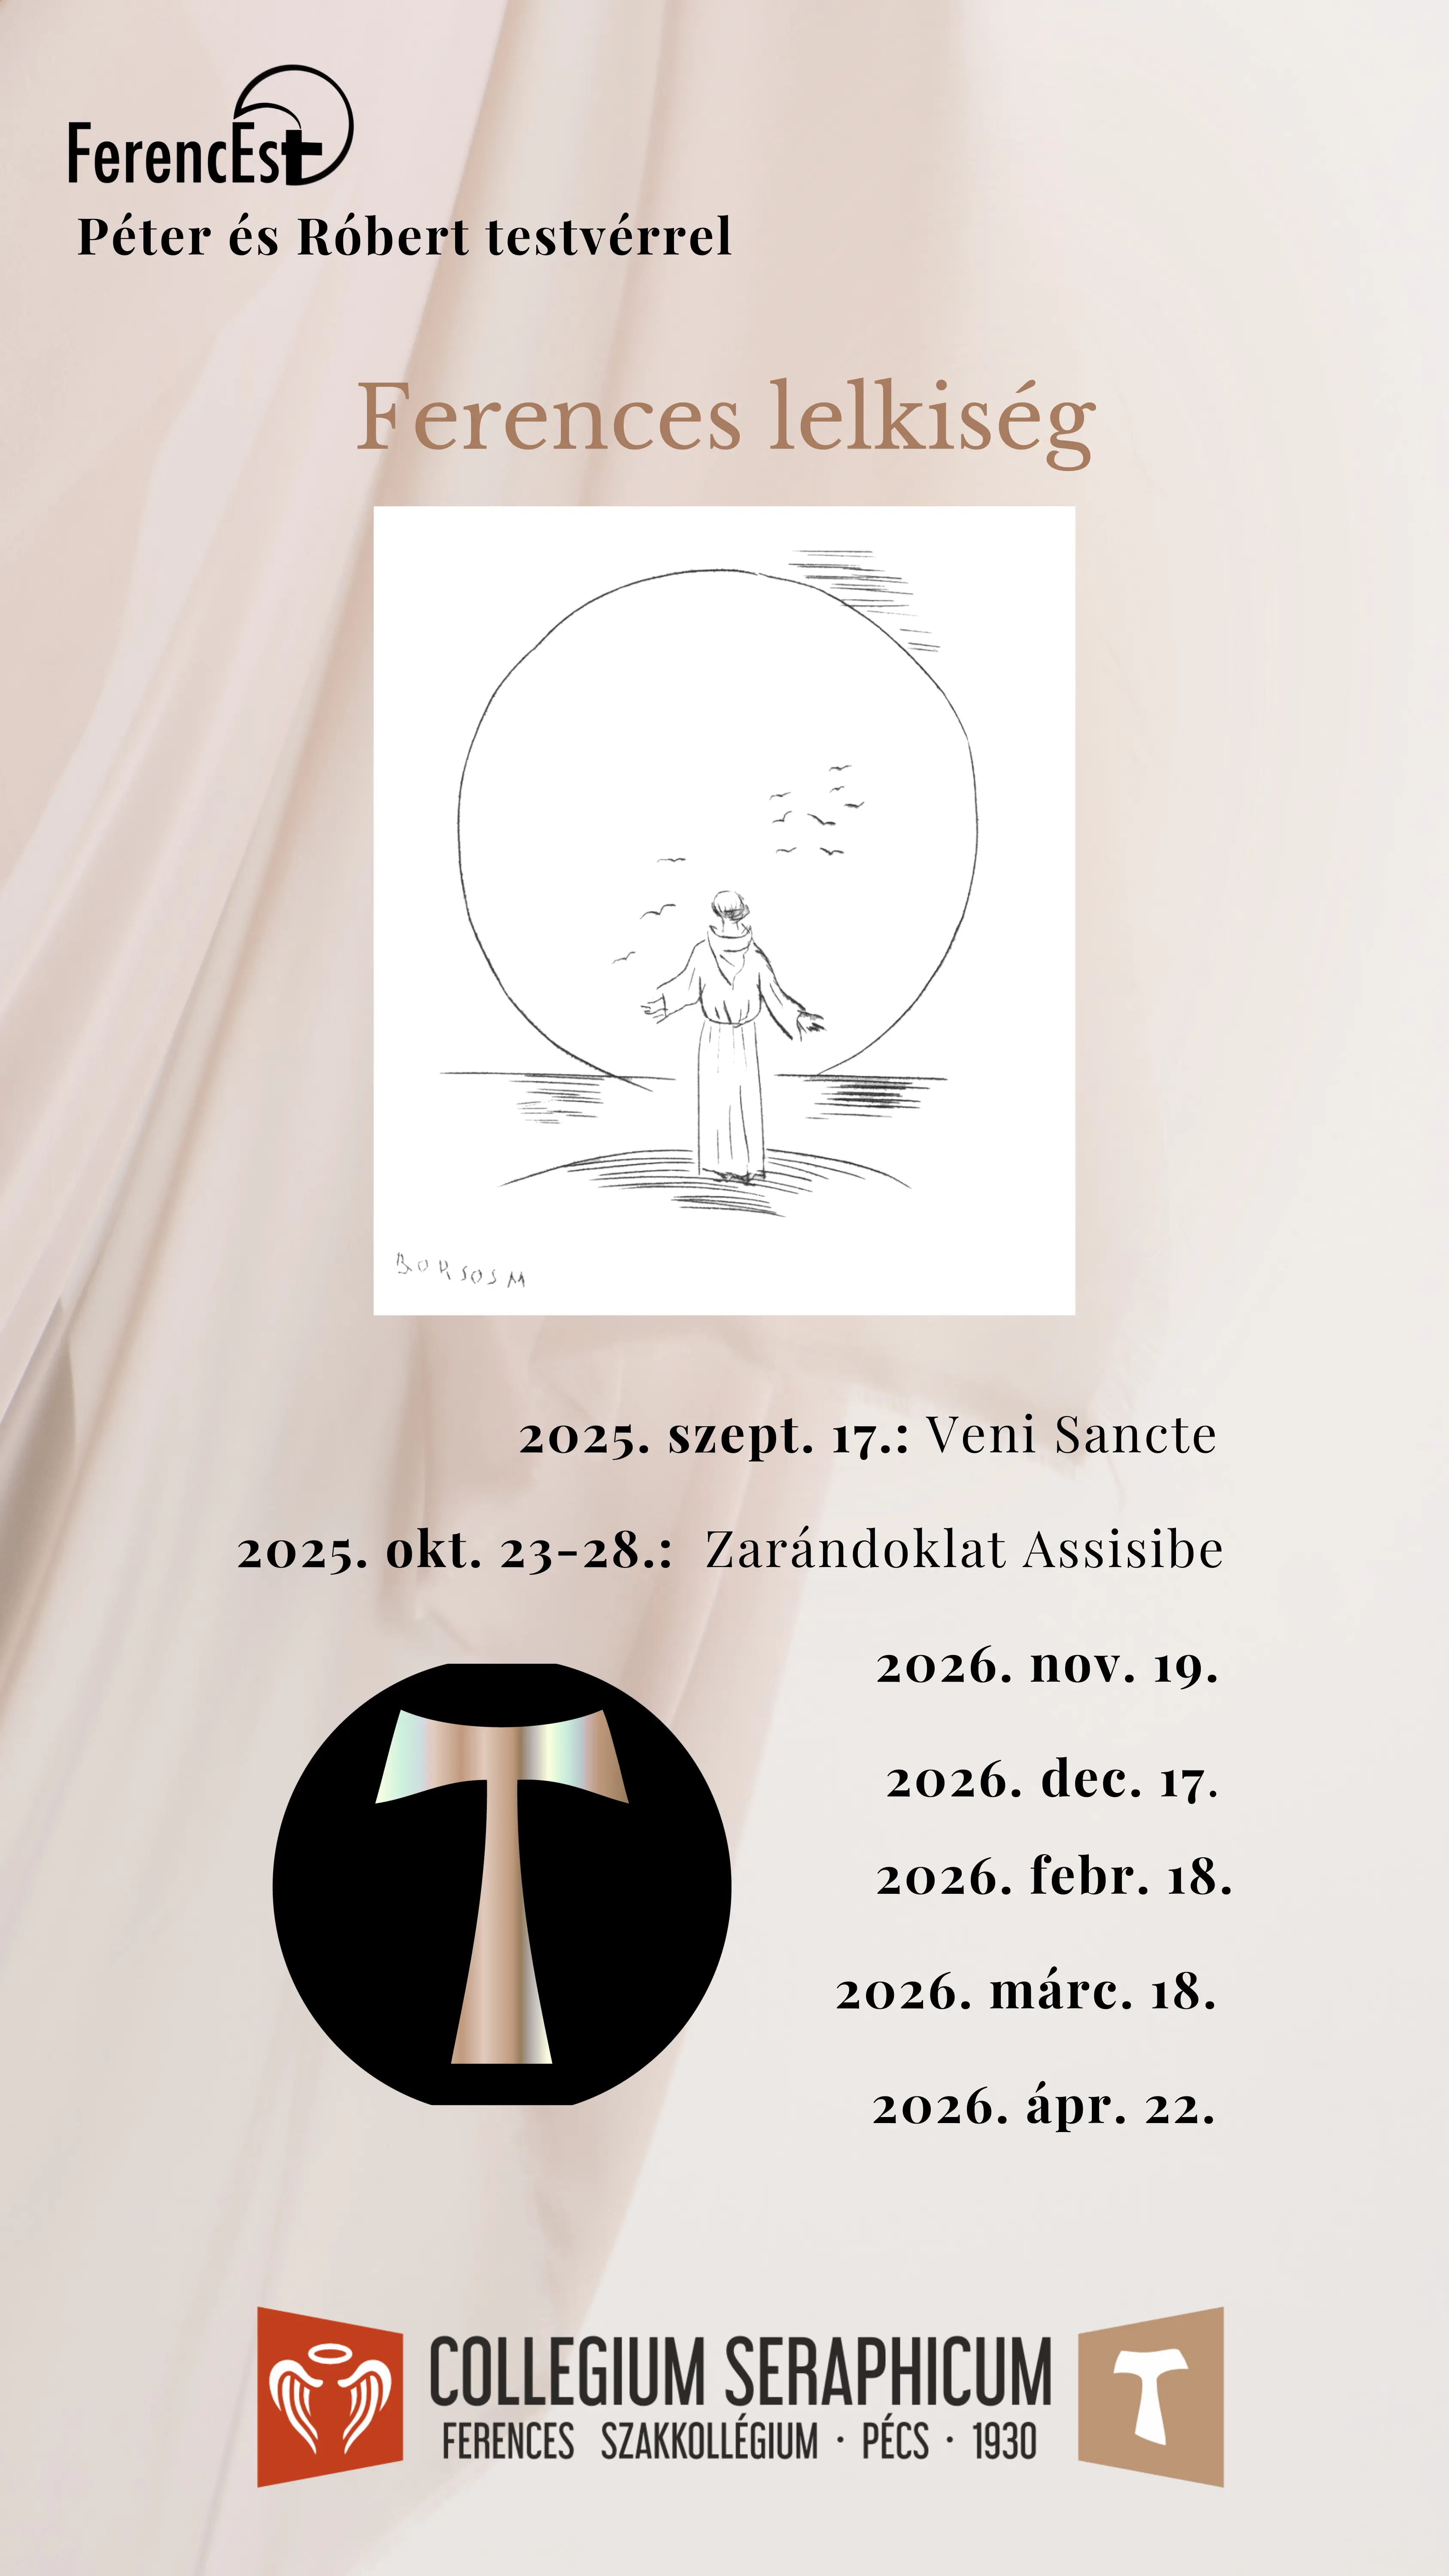 FerencEst
Péter és Róbert testvérrel
Ferences lelkiség
BORSOS M
2025. szept. 17.: Veni Sancte
2025. okt. 23-28.: Zarándoklat Assisibe
2026. nov. 19.
2026. dec. 17.
2026. febr. 18.
2026. márc. 18.
2026. ápr. 22.
COLLEGIUM SERAPHICUM
FERENCES SZAKKOLLÉGIUM · PÉCS · 1930